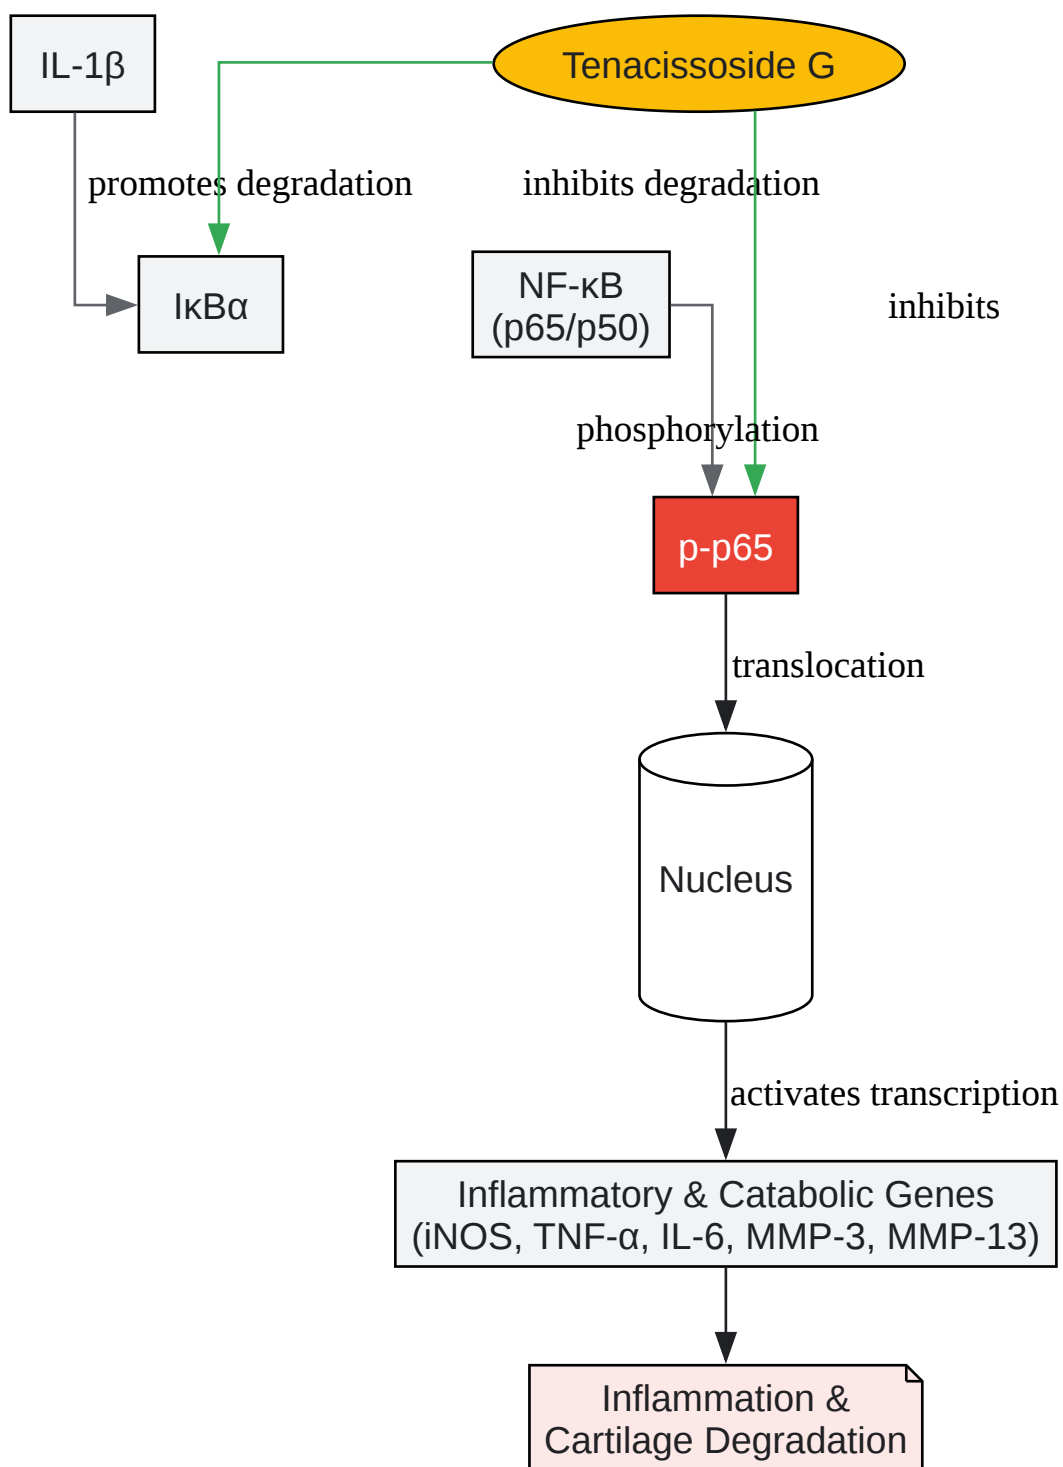 IL-1β
Tenacissoside G
promotes degradation
inhibits degradation
IκBα
NF-κB
(p65/p50)
inhibits
phosphorylation
p-p65
translocation
Nucleus
activates transcription
Inflammatory & Catabolic Genes
(iNOS, TNF-α, IL-6, MMP-3, MMP-13)
Inflammation &
Cartilage Degradation